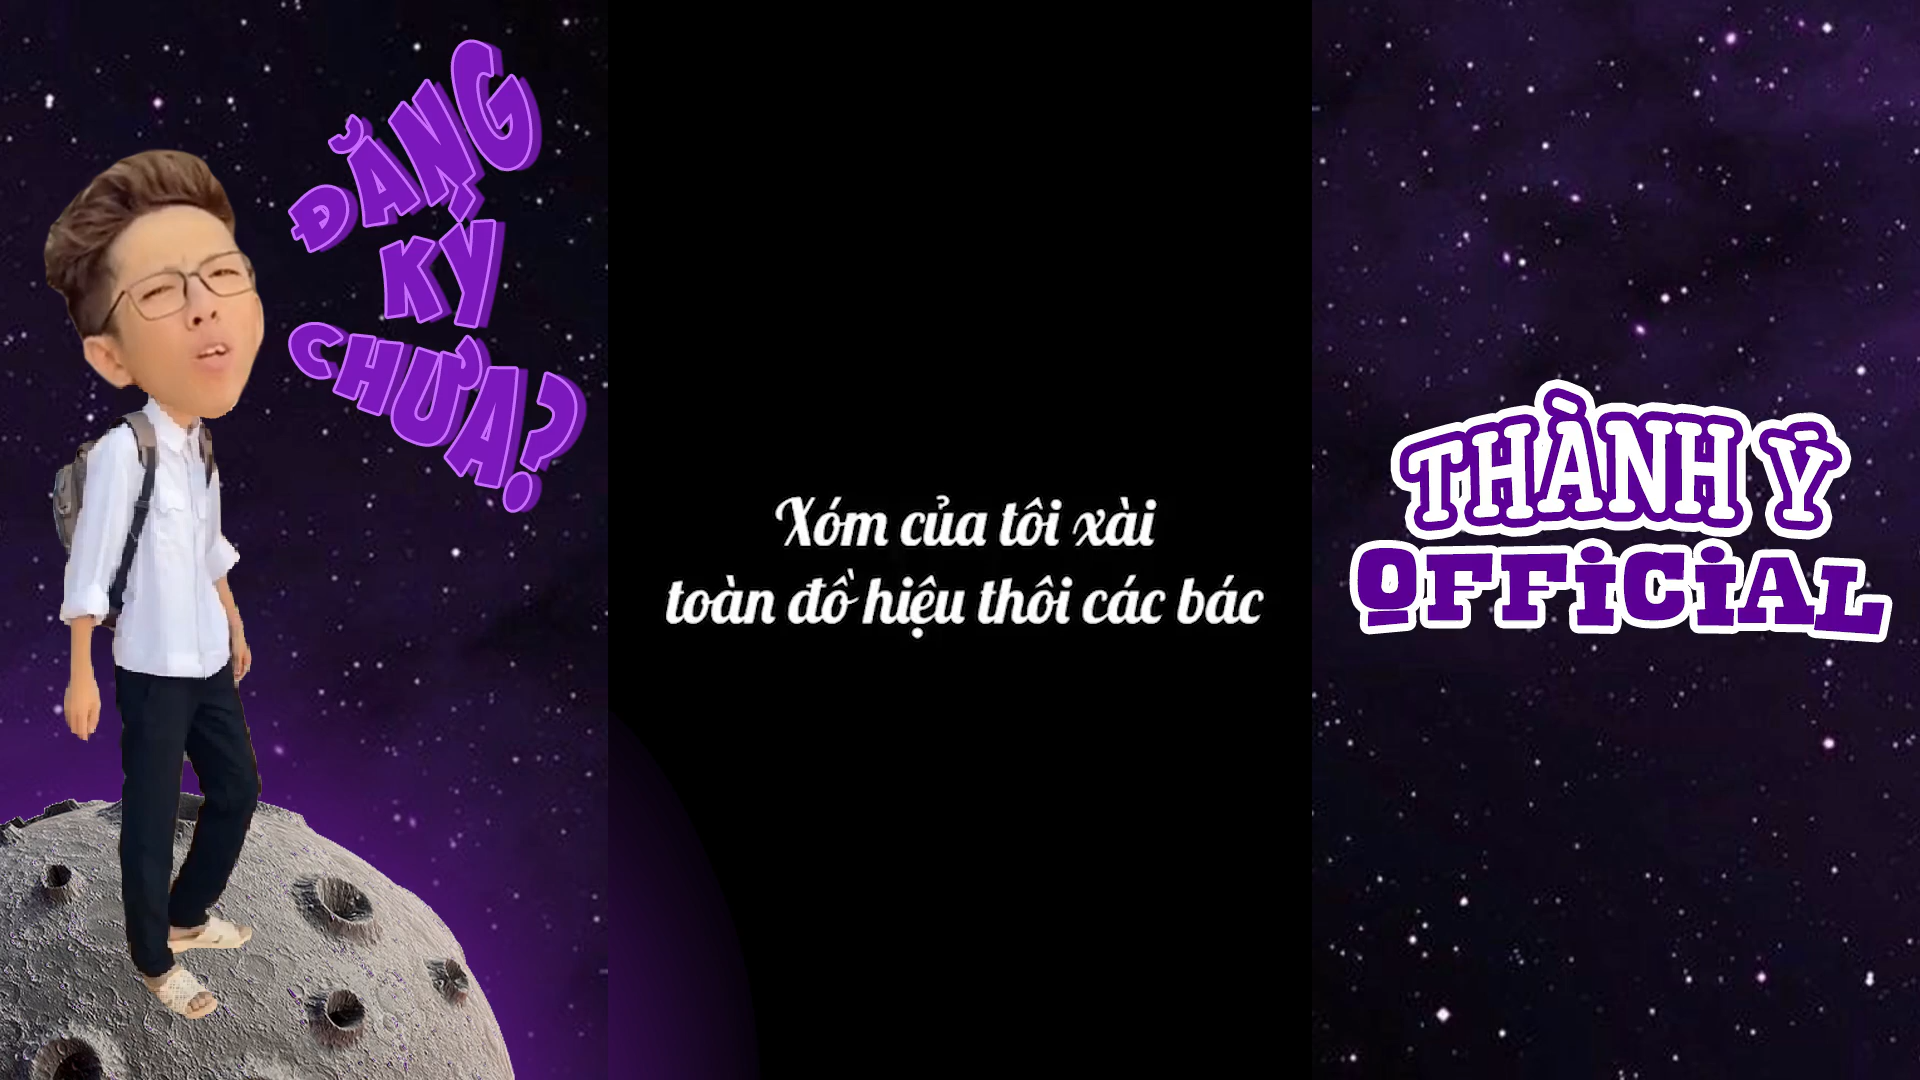 ĐĂNG
KÝ
CHƯA?
Xóm của tôi xài
toàn đồ hiệu thôi các bác
THÀNH Ý
OFFICIAL